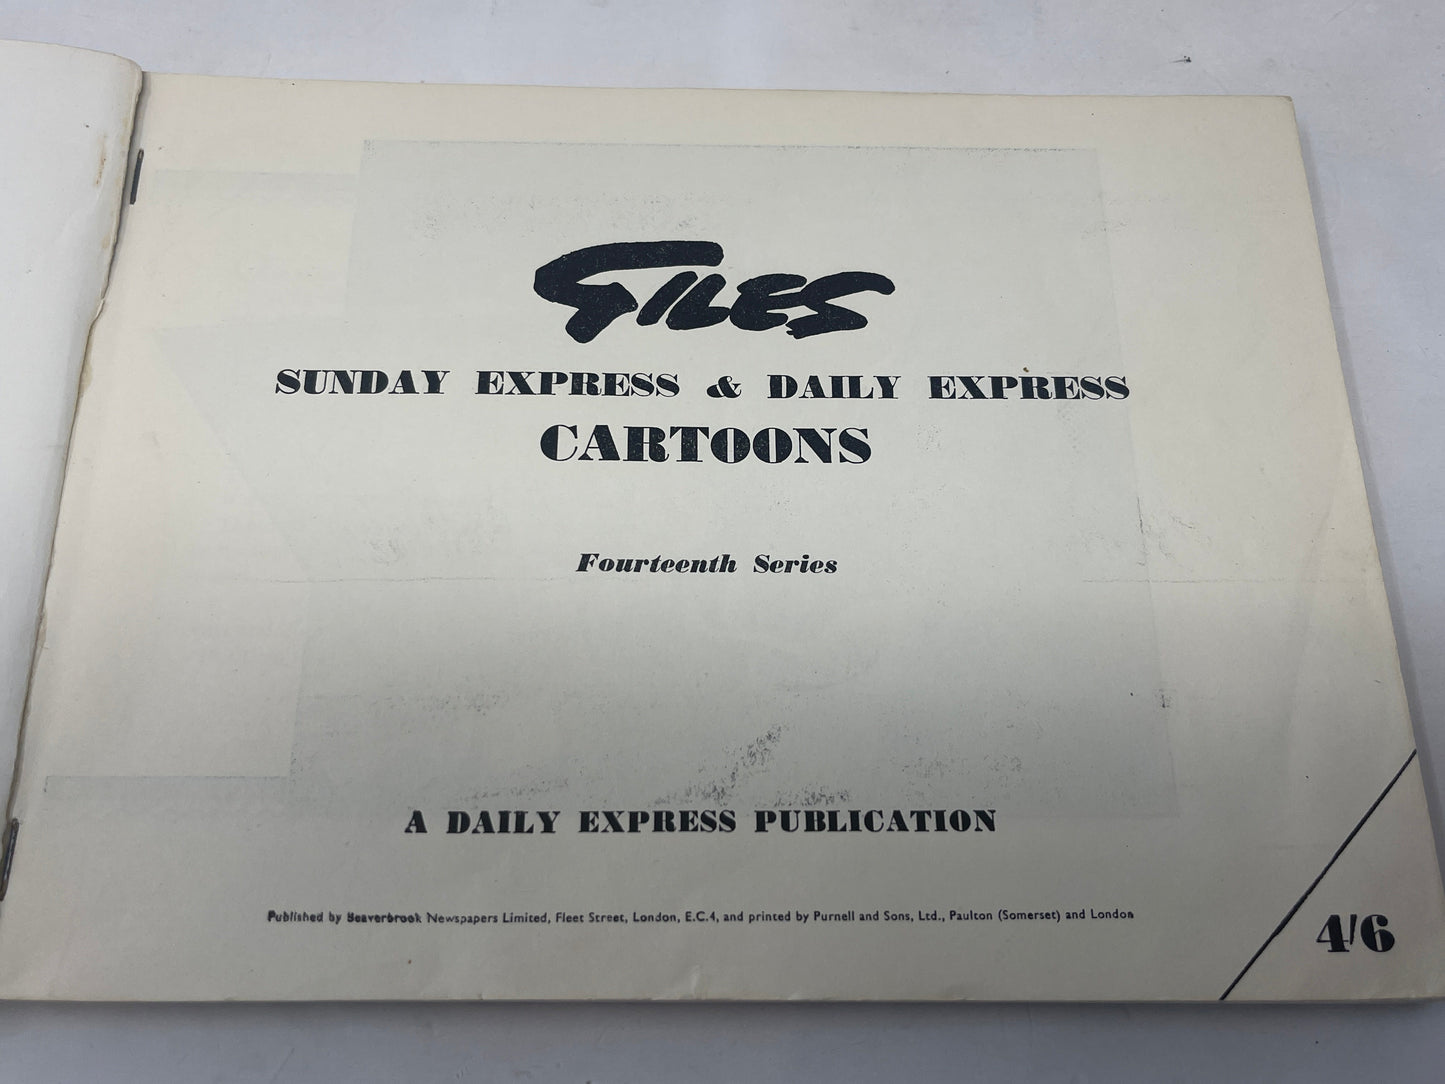 GILES
SUNDAY EXPRESS & DAILY EXPRESS
CARTOONS
Fourteenth Series
A DAILY EXPRESS PUBLICATION
Published by Beaverbrook Newspapers Limited, Fleet Street, London, E.C.4, and printed by Purnell and Sons, Ltd., Paulton (Somerset) and London
4/6